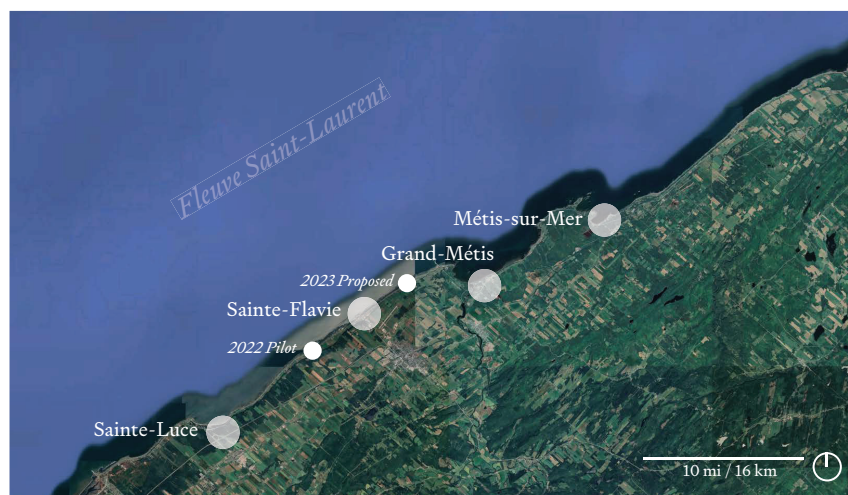 Fleuve Saint-Laurent
Métis-sur-Mer
Grand-Métis
2023 Proposed
Sainte-Flavie
2022 Pilot
Sainte-Luce
10 mi / 16 km